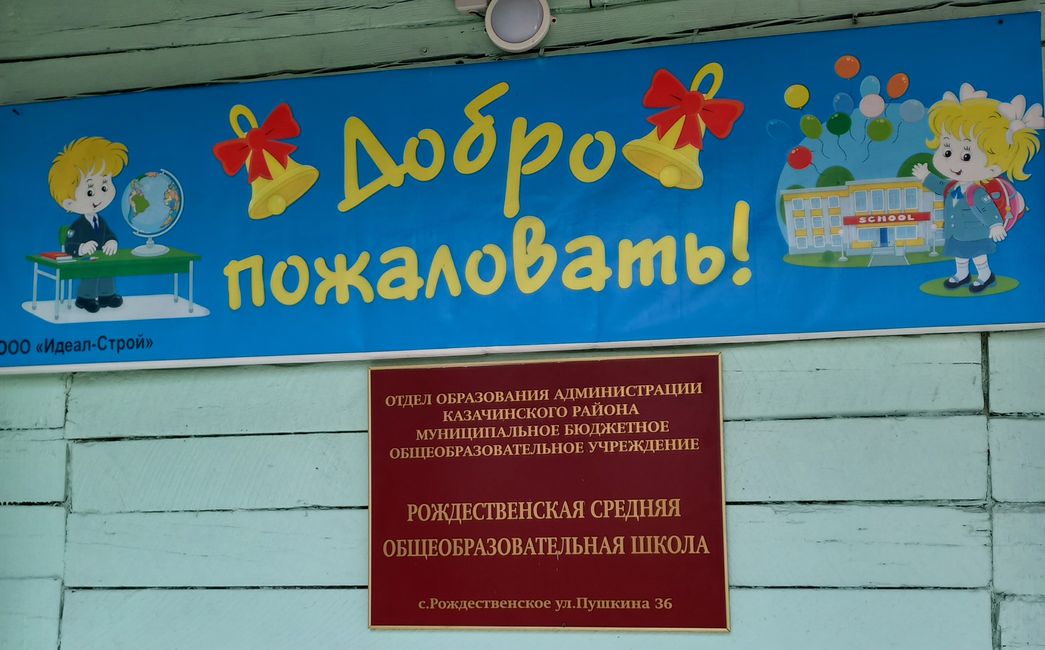 Добро
пожаловать!
SCHOOL
ООО «Идеал-Строй»
ОТДЕЛ ОБРАЗОВАНИЯ АДМИНИСТРАЦИИ
КАЗАЧИНСКОГО РАЙОНА
МУНИЦИПАЛЬНОЕ БЮДЖЕТНОЕ
ОБЩЕОБРАЗОВАТЕЛЬНОЕ УЧРЕЖДЕНИЕ
РОЖДЕСТВЕНСКАЯ СРЕДНЯЯ
ОБЩЕОБРАЗОВАТЕЛЬНАЯ ШКОЛА
с.Рождественское ул.Пушкина 36